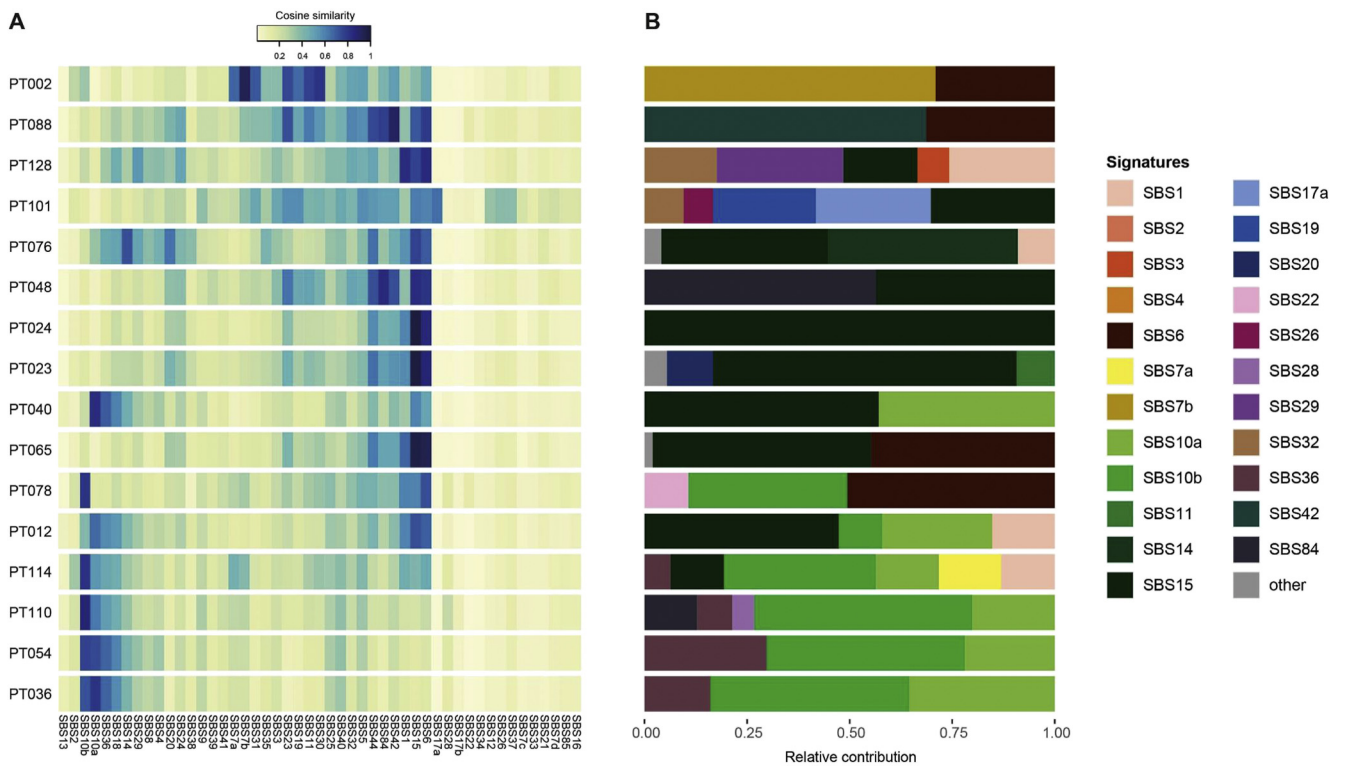 A
Cosine similarity
0.2 0.4 0.6 0.8 1
PT002
PT088
PT128
PT101
PT076
PT048
PT024
PT023
PT040
PT065
PT078
PT012
PT114
PT110
PT054
PT036
SBS13
SBS2
SBS10b
SBS10a
SBS36
SBS18
SBS14
SBS29
SBS8
SBS4
SBS20
SBS24
SBS38
SBS9
SBS39
SBS41
SBS7a
SBS7b
SBS31
SBS35
SBS3
SBS23
SBS19
SBS11
SBS30
SBS25
SBS40
SBS32
SBS5
SBS44
SBS84
SBS42
SBS1
SBS15
SBS6
SBS17a
SBS28
SBS17b
SBS22
SBS34
SBS12
SBS26
SBS37
SBS7c
SBS33
SBS21
SBS7d
SBS85
SBS16
B
0.00 0.25 0.50 0.75 1.00
Relative contribution
Signatures
SBS1
SBS2
SBS3
SBS4
SBS6
SBS7a
SBS7b
SBS10a
SBS10b
SBS11
SBS14
SBS15
SBS17a
SBS19
SBS20
SBS22
SBS26
SBS28
SBS29
SBS32
SBS36
SBS42
SBS84
other